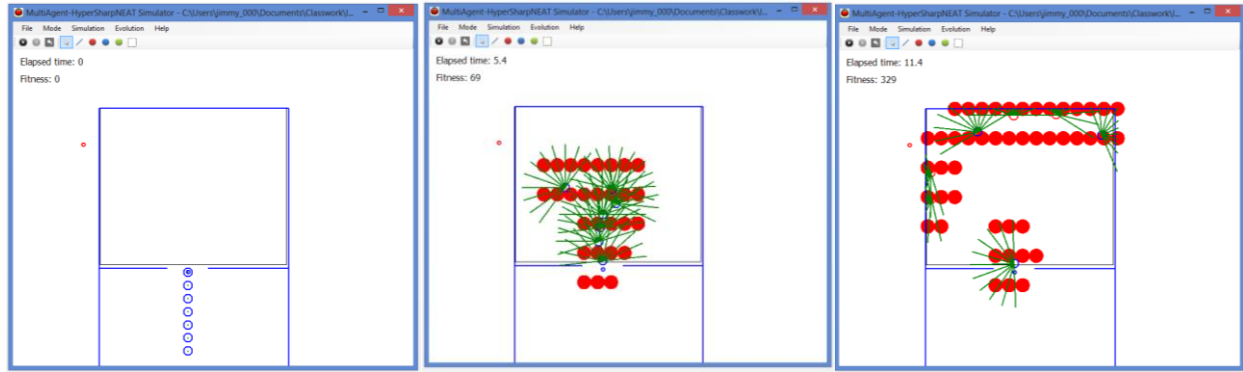 MultiAgent-HyperSharpNEAT Simulator - C:\Users\jimmy_000\Documents\Classwork\I...
File Mode Simulation Evolution Help
Elapsed time: 0
Fitness: 0
MultiAgent-HyperSharpNEAT Simulator - C:\Users\jimmy_000\Documents\Classwork\I...
File Mode Simulation Evolution Help
Elapsed time: 5.4
Fitness: 69
MultiAgent-HyperSharpNEAT Simulator - C:\Users\jimmy_000\Documents\Classwork\L...
File Mode Simulation Evolution Help
Elapsed time: 11.4
Fitness: 329